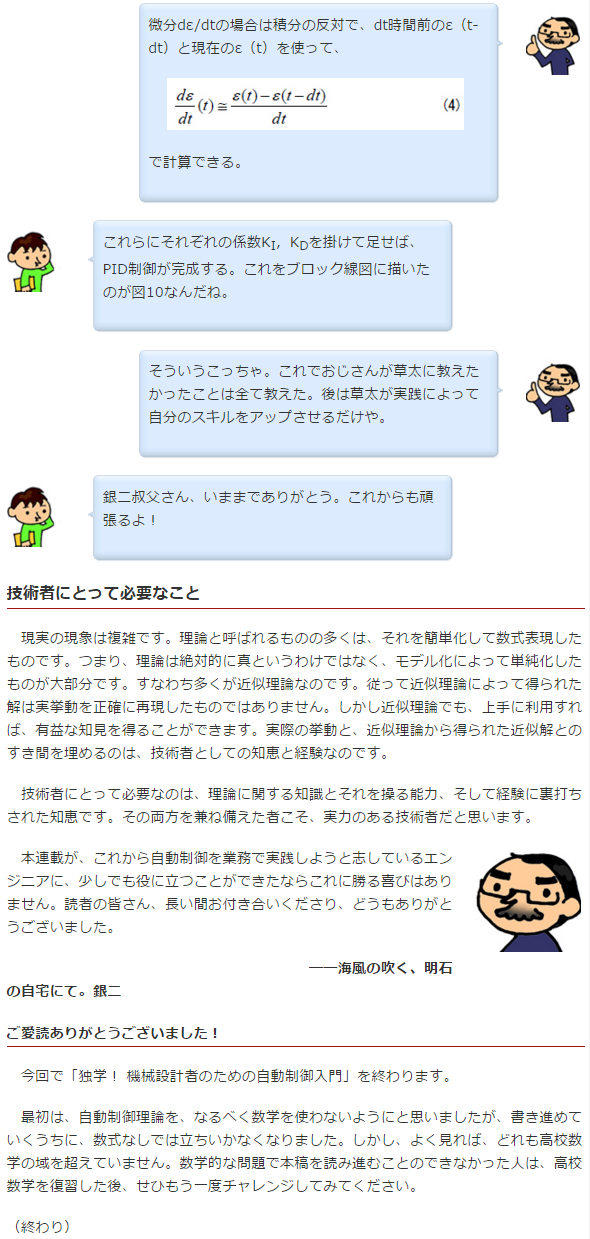 微分dε/dtの場合は積分の反対で、dt時間前のε（t-
dt）と現在のε（t）を使って、
dε/dt (t) ≅ ε(t)−ε(t−dt)/dt （4）
で計算できる。
これらにそれぞれの係数KI，KDを掛けて足せば、
PID制御が完成する。これをブロック線図に描いた
のが図10なんだね。
そういうこっちゃ。これでおじさんが草太に教えた
かったことは全て教えた。後は草太が実践によって
自分のスキルをアップさせるだけや。
銀二叔父さん、いままでありがとう。これからも頑
張るよ！
技術者にとって必要なこと
現実の現象は複雑です。理論と呼ばれるものの多くは、それを簡単化して数式表現した
ものです。つまり、理論は絶対的に真というわけではなく、モデル化によって単純化した
ものが大部分です。すなわち多くが近似理論なのです。従って近似理論によって得られた
解は実挙動を正確に再現したものではありません。しかし近似理論でも、上手に利用すれ
ば、有益な知見を得ることができます。実際の挙動と、近似理論から得られた近似解との
すき間を埋めるのは、技術者としての知恵と経験なのです。
技術者にとって必要なのは、理論に関する知識とそれを操る能力、そして経験に裏打ち
された知恵です。その両方を兼ね備えた者こそ、実力のある技術者だと思います。
本連載が、これから自動制御を業務で実践しようと志しているエン
ジニアに、少しでも役に立つことができたならこれに勝る喜びはあり
ません。読者の皆さん、長い間お付き合いくださり、どうもありがと
うございました。
――海風の吹く、明石
の自宅にて。銀二
ご愛読ありがとうございました！
今回で「独学！ 機械設計者のための自動制御入門」を終わります。
最初は、自動制御理論を、なるべく数学を使わないようにと思いましたが、書き進めて
いくうちに、数式なしでは立ちいかなくなりました。しかし、よく見れば、どれも高校数
学の域を超えていません。数学的な問題で本稿を読み進むことのできなかった人は、高校
数学を復習した後、ぜひもう一度チャレンジしてみてください。
（終わり）